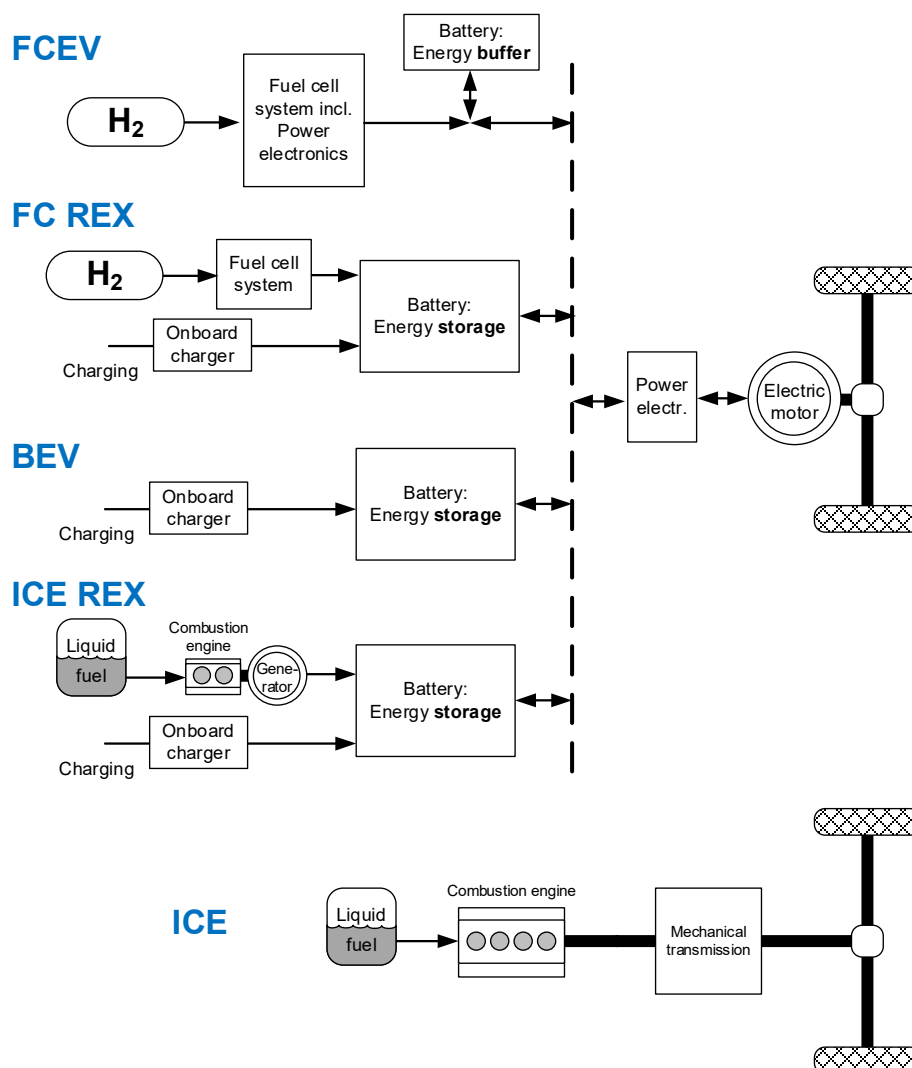 FCEV
Battery:
Energy buffer
Fuel cell
system incl.
Power
electronics
H₂
FC REX
H₂
Fuel cell
system
Battery:
Energy storage
Onboard
charger
Charging
Power
electr.
Electric
motor
BEV
Onboard
charger
Charging
Battery:
Energy storage
ICE REX
Liquid
fuel
Combustion
engine
Gene-
rator
Battery:
Energy storage
Onboard
charger
Charging
ICE
Liquid
fuel
Combustion engine
Mechanical
transmission